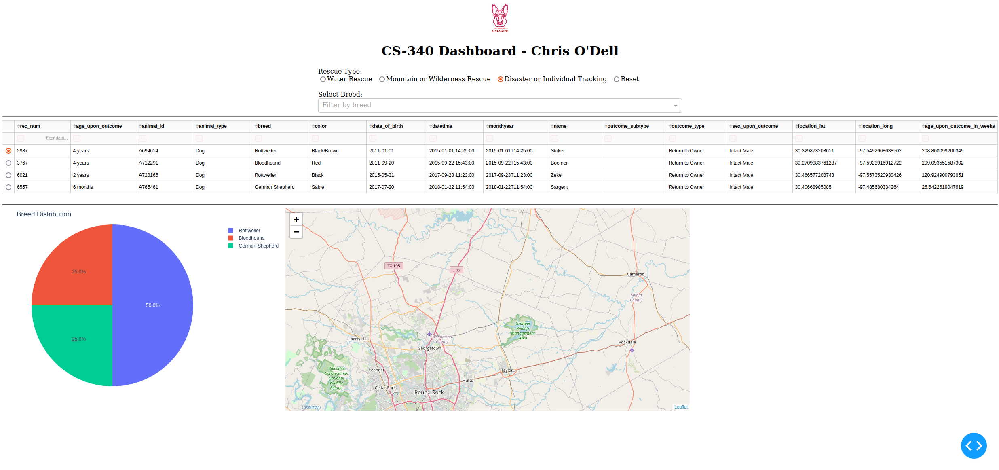 GRAZIOSO
SALVARE
CS-340 Dashboard - Chris O'Dell
Rescue Type:
Water Rescue Mountain or Wilderness Rescue Disaster or Individual Tracking Reset
Select Breed:
Filter by breed
rec_num age_upon_outcome animal_id animal_type breed color date_of_birth datetime monthyear name outcome_subtype outcome_type sex_upon_outcome location_lat location_long age_upon_outcome_in_weeks
filter data...
2987 4 years A694614 Dog Rottweiler Black/Brown 2011-01-01 2015-01-01 14:25:00 2015-01-01T14:25:00 Striker Return to Owner Intact Male 30.329873203611 -97.5492968638502 208.800099206349
3767 4 years A712291 Dog Bloodhound Red 2011-09-20 2015-09-22 15:43:00 2015-09-22T15:43:00 Boomer Return to Owner Intact Male 30.2709983761287 -97.5923916912722 209.093551587302
6021 2 years A728165 Dog Rottweiler Black 2015-05-31 2017-09-23 11:23:00 2017-09-23T11:23:00 Zeke Return to Owner Intact Male 30.466577208743 -97.5573520930426 120.924900793651
6557 6 months A765461 Dog German Shepherd Sable 2017-07-20 2018-01-22 11:54:00 2018-01-22T11:54:00 Sargent Return to Owner Intact Male 30.40668985085 -97.485680334264 26.6422619047619
Breed Distribution
Rottweiler
Bloodhound
German Shepherd
25.0%
50.0%
25.0%
+
−
TX 195
I 35
Cameron
Milam
County
Granger
Wildlife
Management
Area
Liberty Hill
Williamson
County
Georgetown
Rockdale
Leander
Balcones
Canyonlands
National
Wildlife
Refuge
Taylor
Hutto
Cedar Park
Round Rock
Lake Travis
Leaflet